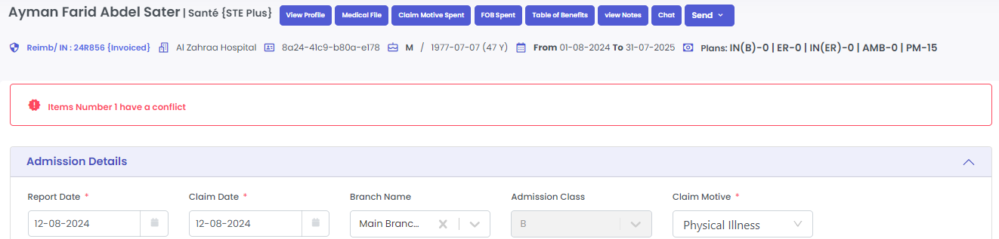 Ayman Farid Abdel Sater | Santé {STE Plus} View Profile Medical File Claim Motive Spent FOB Spent Table of Benefits view Notes Chat Send
Reimb/ IN : 24R856 {Invoiced} Al Zahraa Hospital 8a24-41c9-b80a-e178 M / 1977-07-07 (47 Y) From 01-08-2024 To 31-07-2025 Plans: IN(B)-0 | ER-0 | IN(ER)-0 | AMB-0 | PM-15
Items Number 1 have a conflict
Admission Details
Report Date * Claim Date * Branch Name Admission Class Claim Motive *
12-08-2024 12-08-2024 Main Branc... B Physical Illness